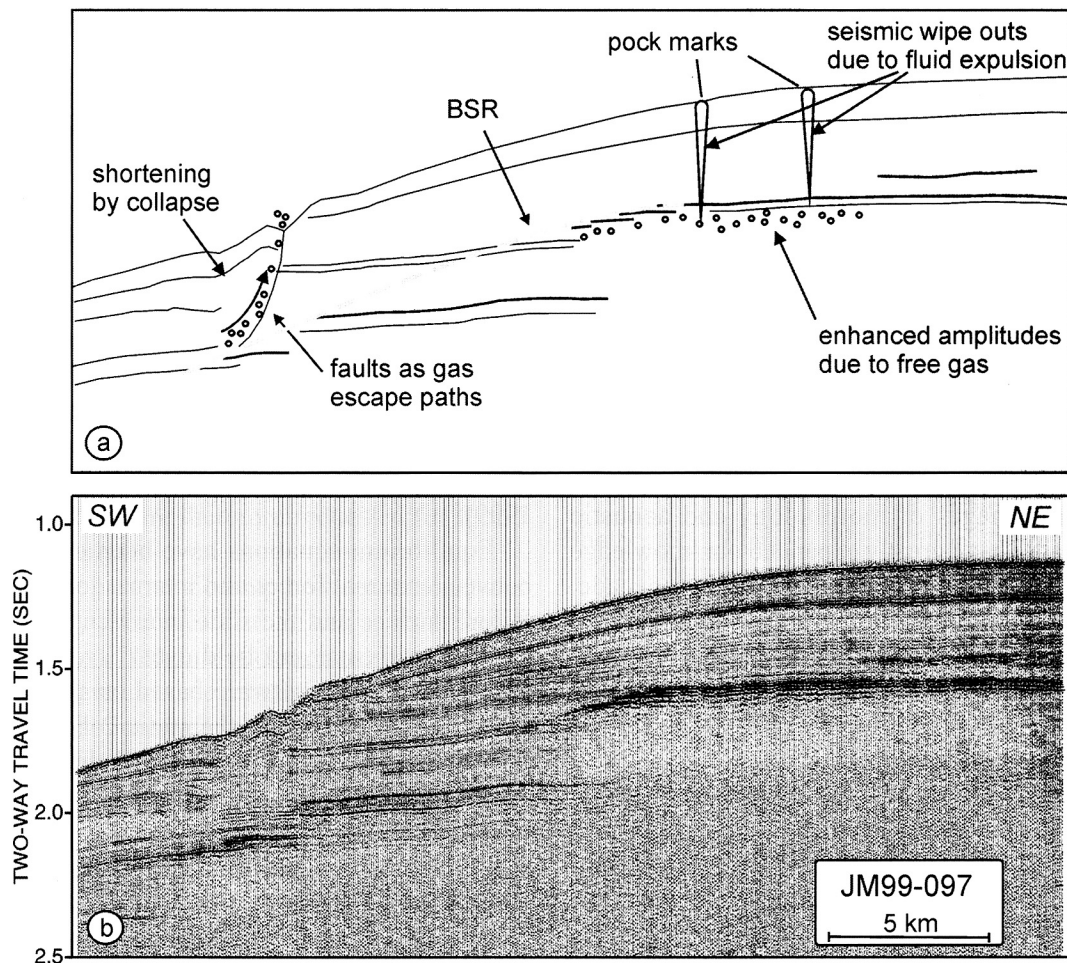 pock marks
seismic wipe outs
due to fluid expulsion
BSR
shortening
by collapse
enhanced amplitudes
due to free gas
faults as gas
escape paths
a
SW
NE
1.0
1.5
2.0
2.5
TWO-WAY TRAVEL TIME (SEC)
JM99-097
5 km
b